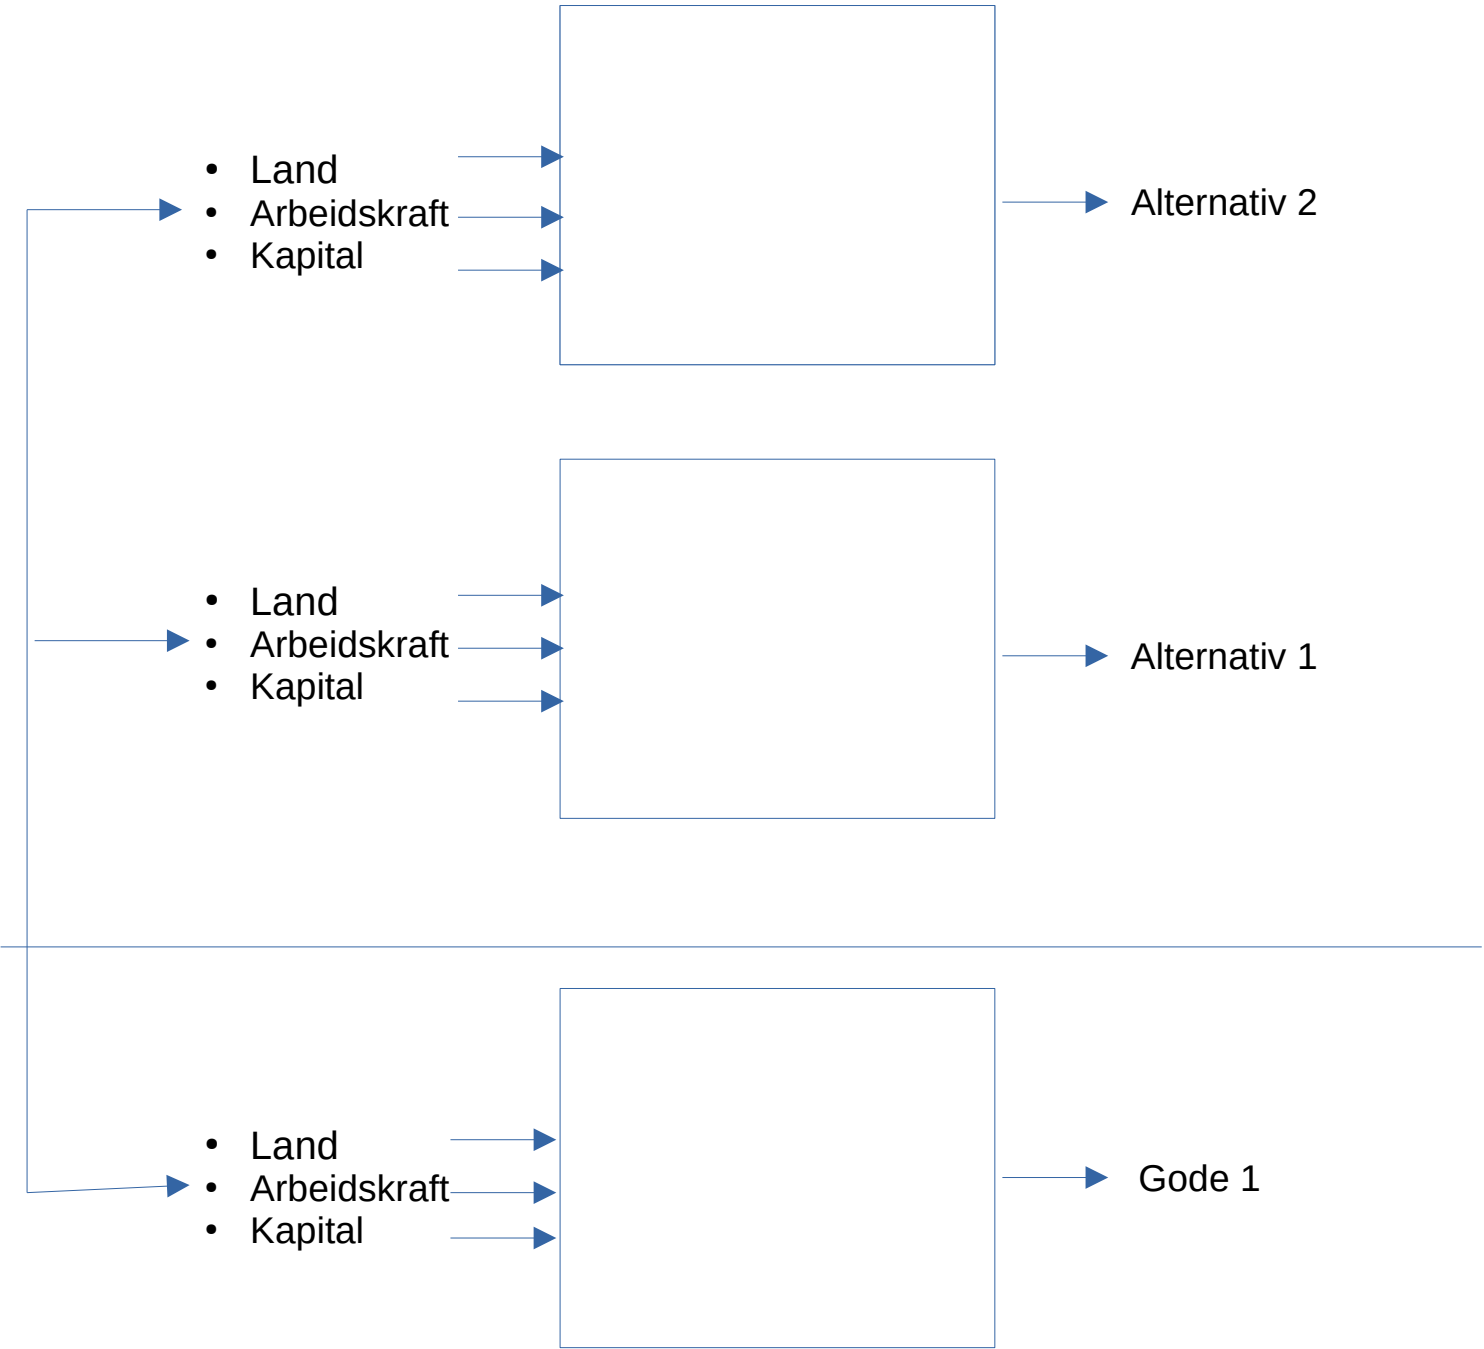 • Land
• Arbeidskraft
• Kapital
Alternativ 2
• Land
• Arbeidskraft
• Kapital
Alternativ 1
• Land
• Arbeidskraft
• Kapital
Gode 1